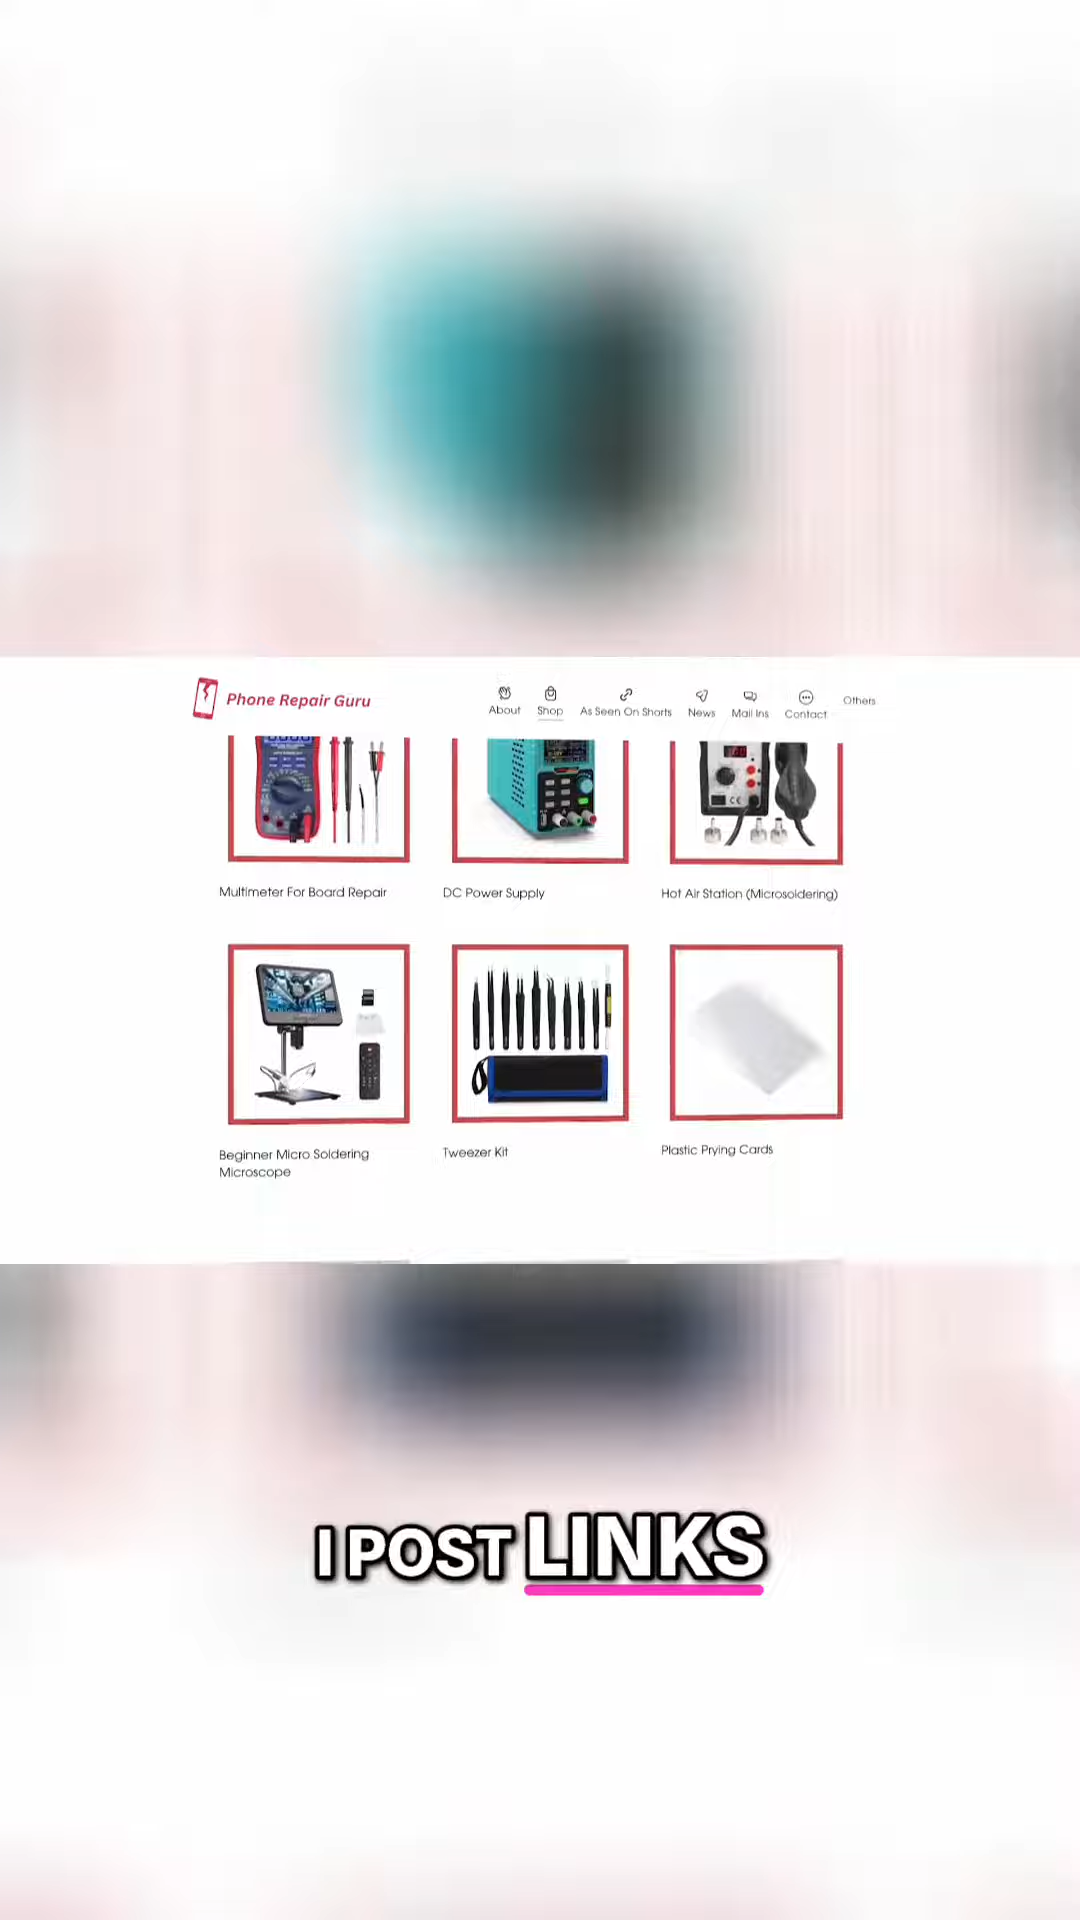 Phone Repair Guru
About
Shop
As Seen On Shorts
News
Mail Ins
Contact
Others
Multimeter For Board Repair
DC Power Supply
Hot Air Station (Microsoldering)
Beginner Micro Soldering
Microscope
Tweezer Kit
Plastic Prying Cards
I POST LINKS